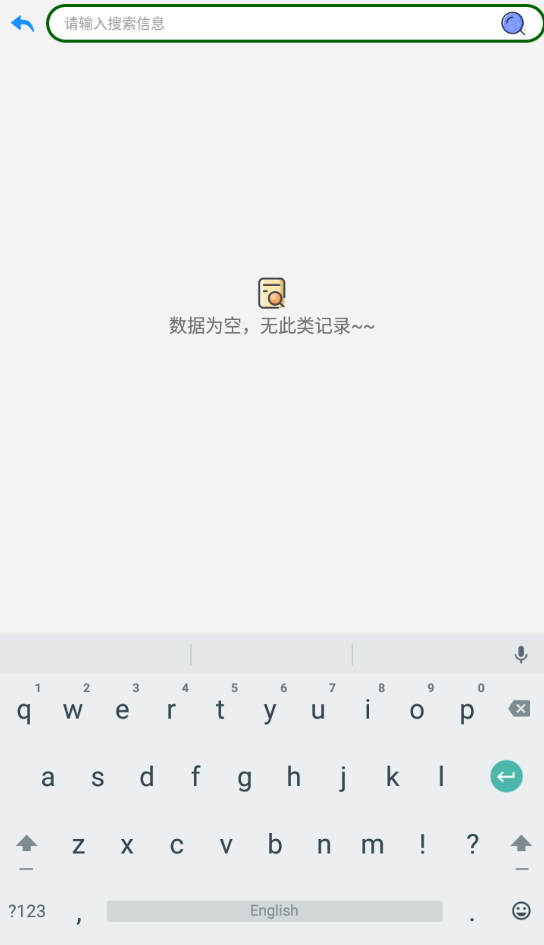 请输入搜索信息
数据为空，无此类记录~~
1 2 3 4 5 6 7 8 9 0
q w e r t y u i o p
a s d f g h j k l
z x c v b n m ! ?
?123 , English .